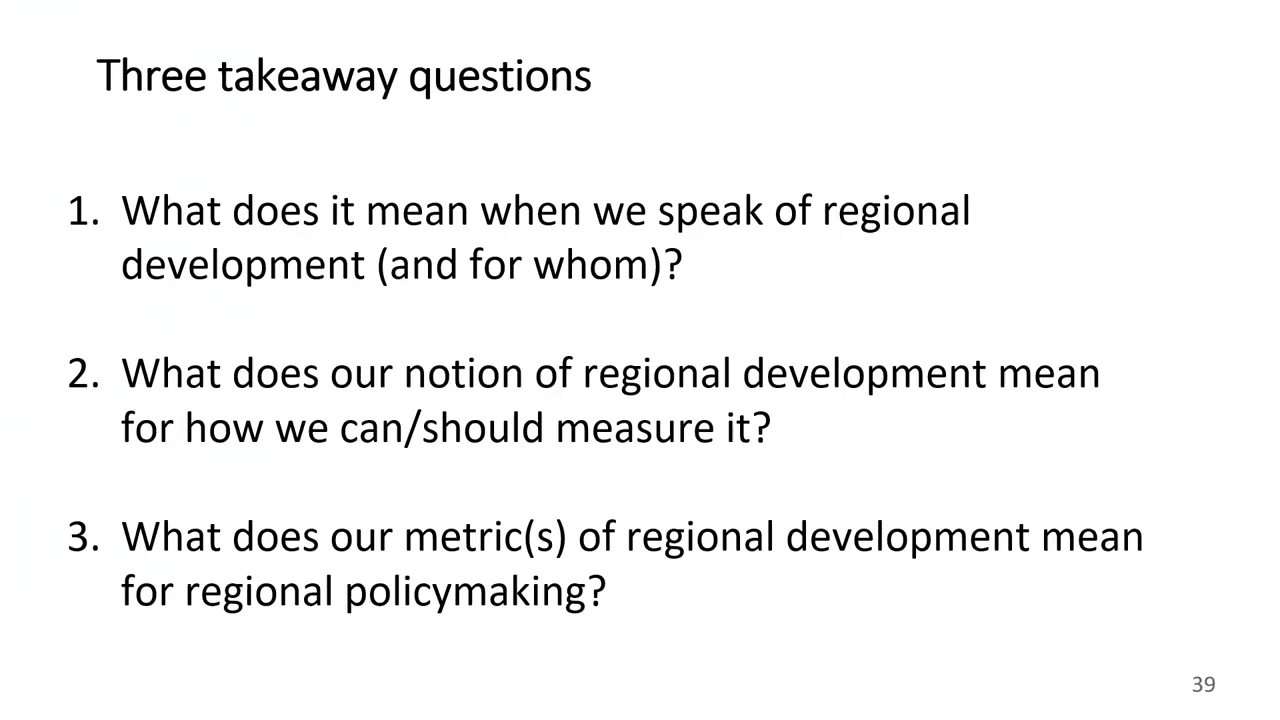 Three takeaway questions
1. What does it mean when we speak of regional
development (and for whom)?
2. What does our notion of regional development mean
for how we can/should measure it?
3. What does our metric(s) of regional development mean
for regional policymaking?
39